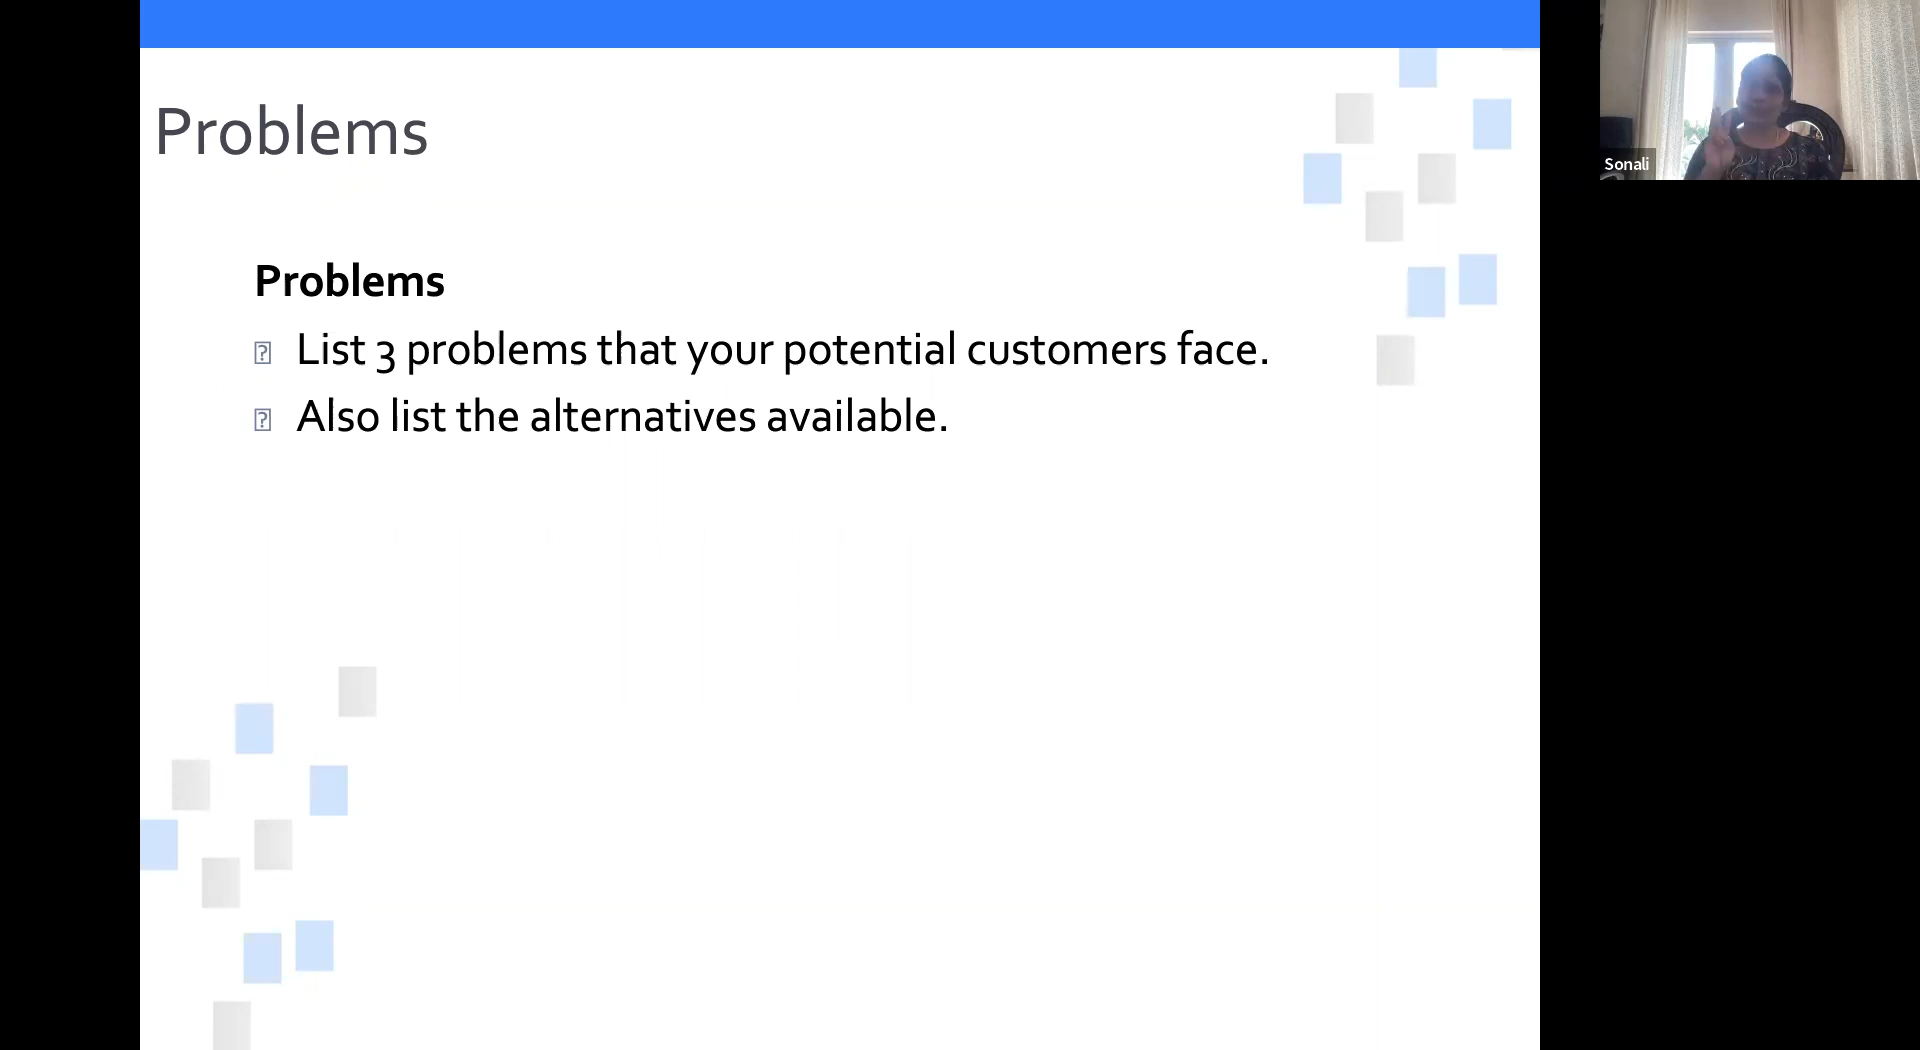 Problems
Problems
List 3 problems that your potential customers face.
Also list the alternatives available.
Sonali